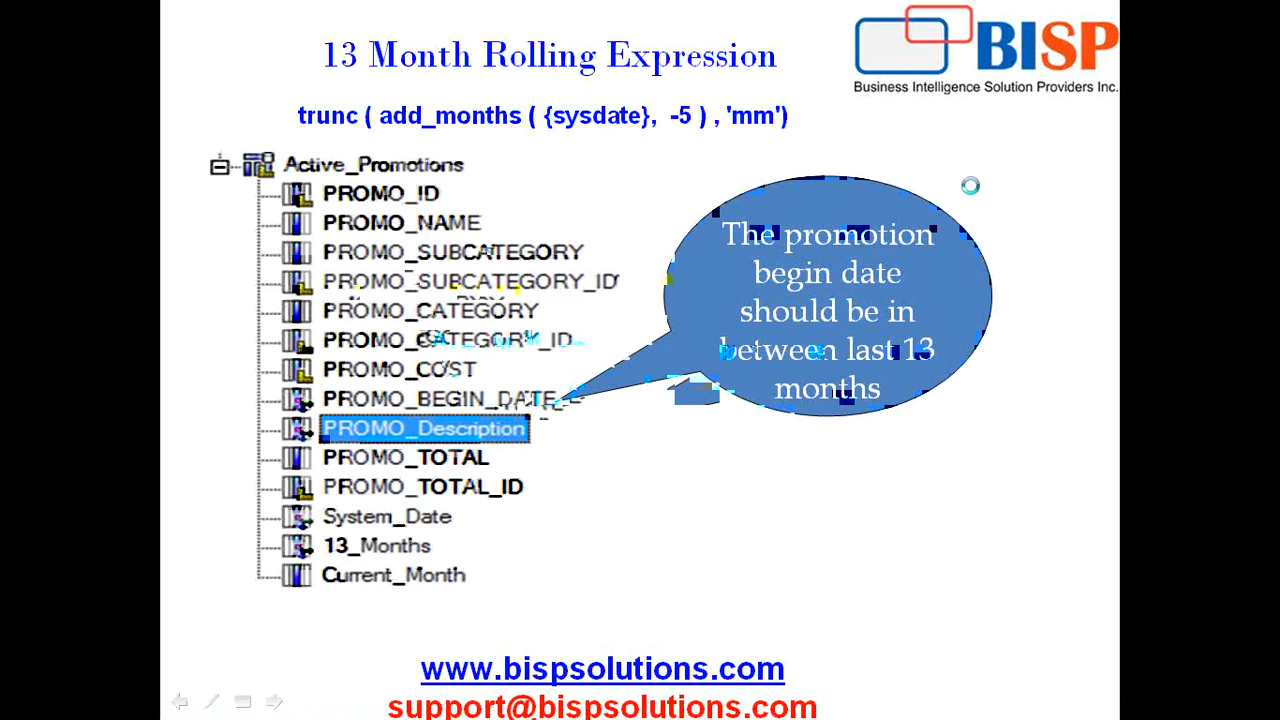 13 Month Rolling Expression
BISP
Business Intelligence Solution Providers Inc.
trunc ( add_months ( {sysdate}, -5 ) , 'mm')
Active_Promotions
PROMO_ID
PROMO_NAME
PROMO_SUBCATEGORY
PROMO_SUBCATEGORY_ID
PROMO_CATEGORY
PROMO_CATEGORY_ID
PROMO_COST
PROMO_BEGIN_DATE
PROMO_Description
PROMO_TOTAL
PROMO_TOTAL_ID
System_Date
13_Months
Current_Month
The promotion
begin date
should be in
between last 13
months
www.bispsolutions.com
support@bispsolutions.com